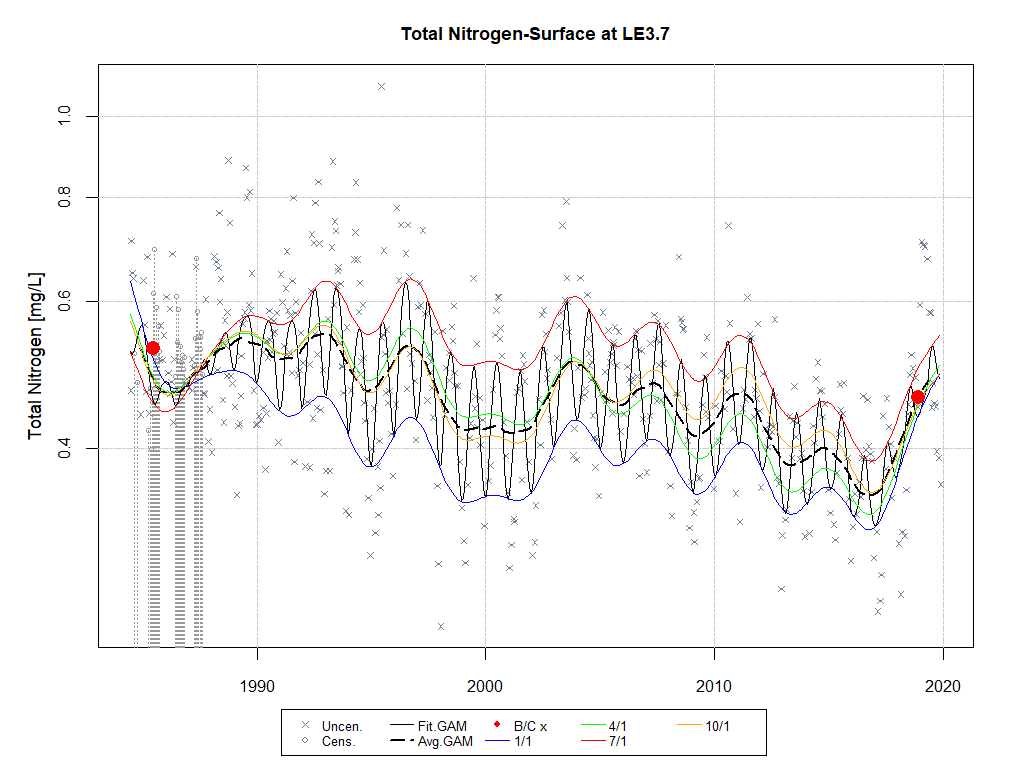 Total Nitrogen-Surface at LE3.7
Total Nitrogen [mg/L]
1.0
0.8
0.6
0.4
1990 2000 2010 2020
Uncen. Fit.GAM B/C x 4/1 10/1
Cens. Avg.GAM 1/1 7/1